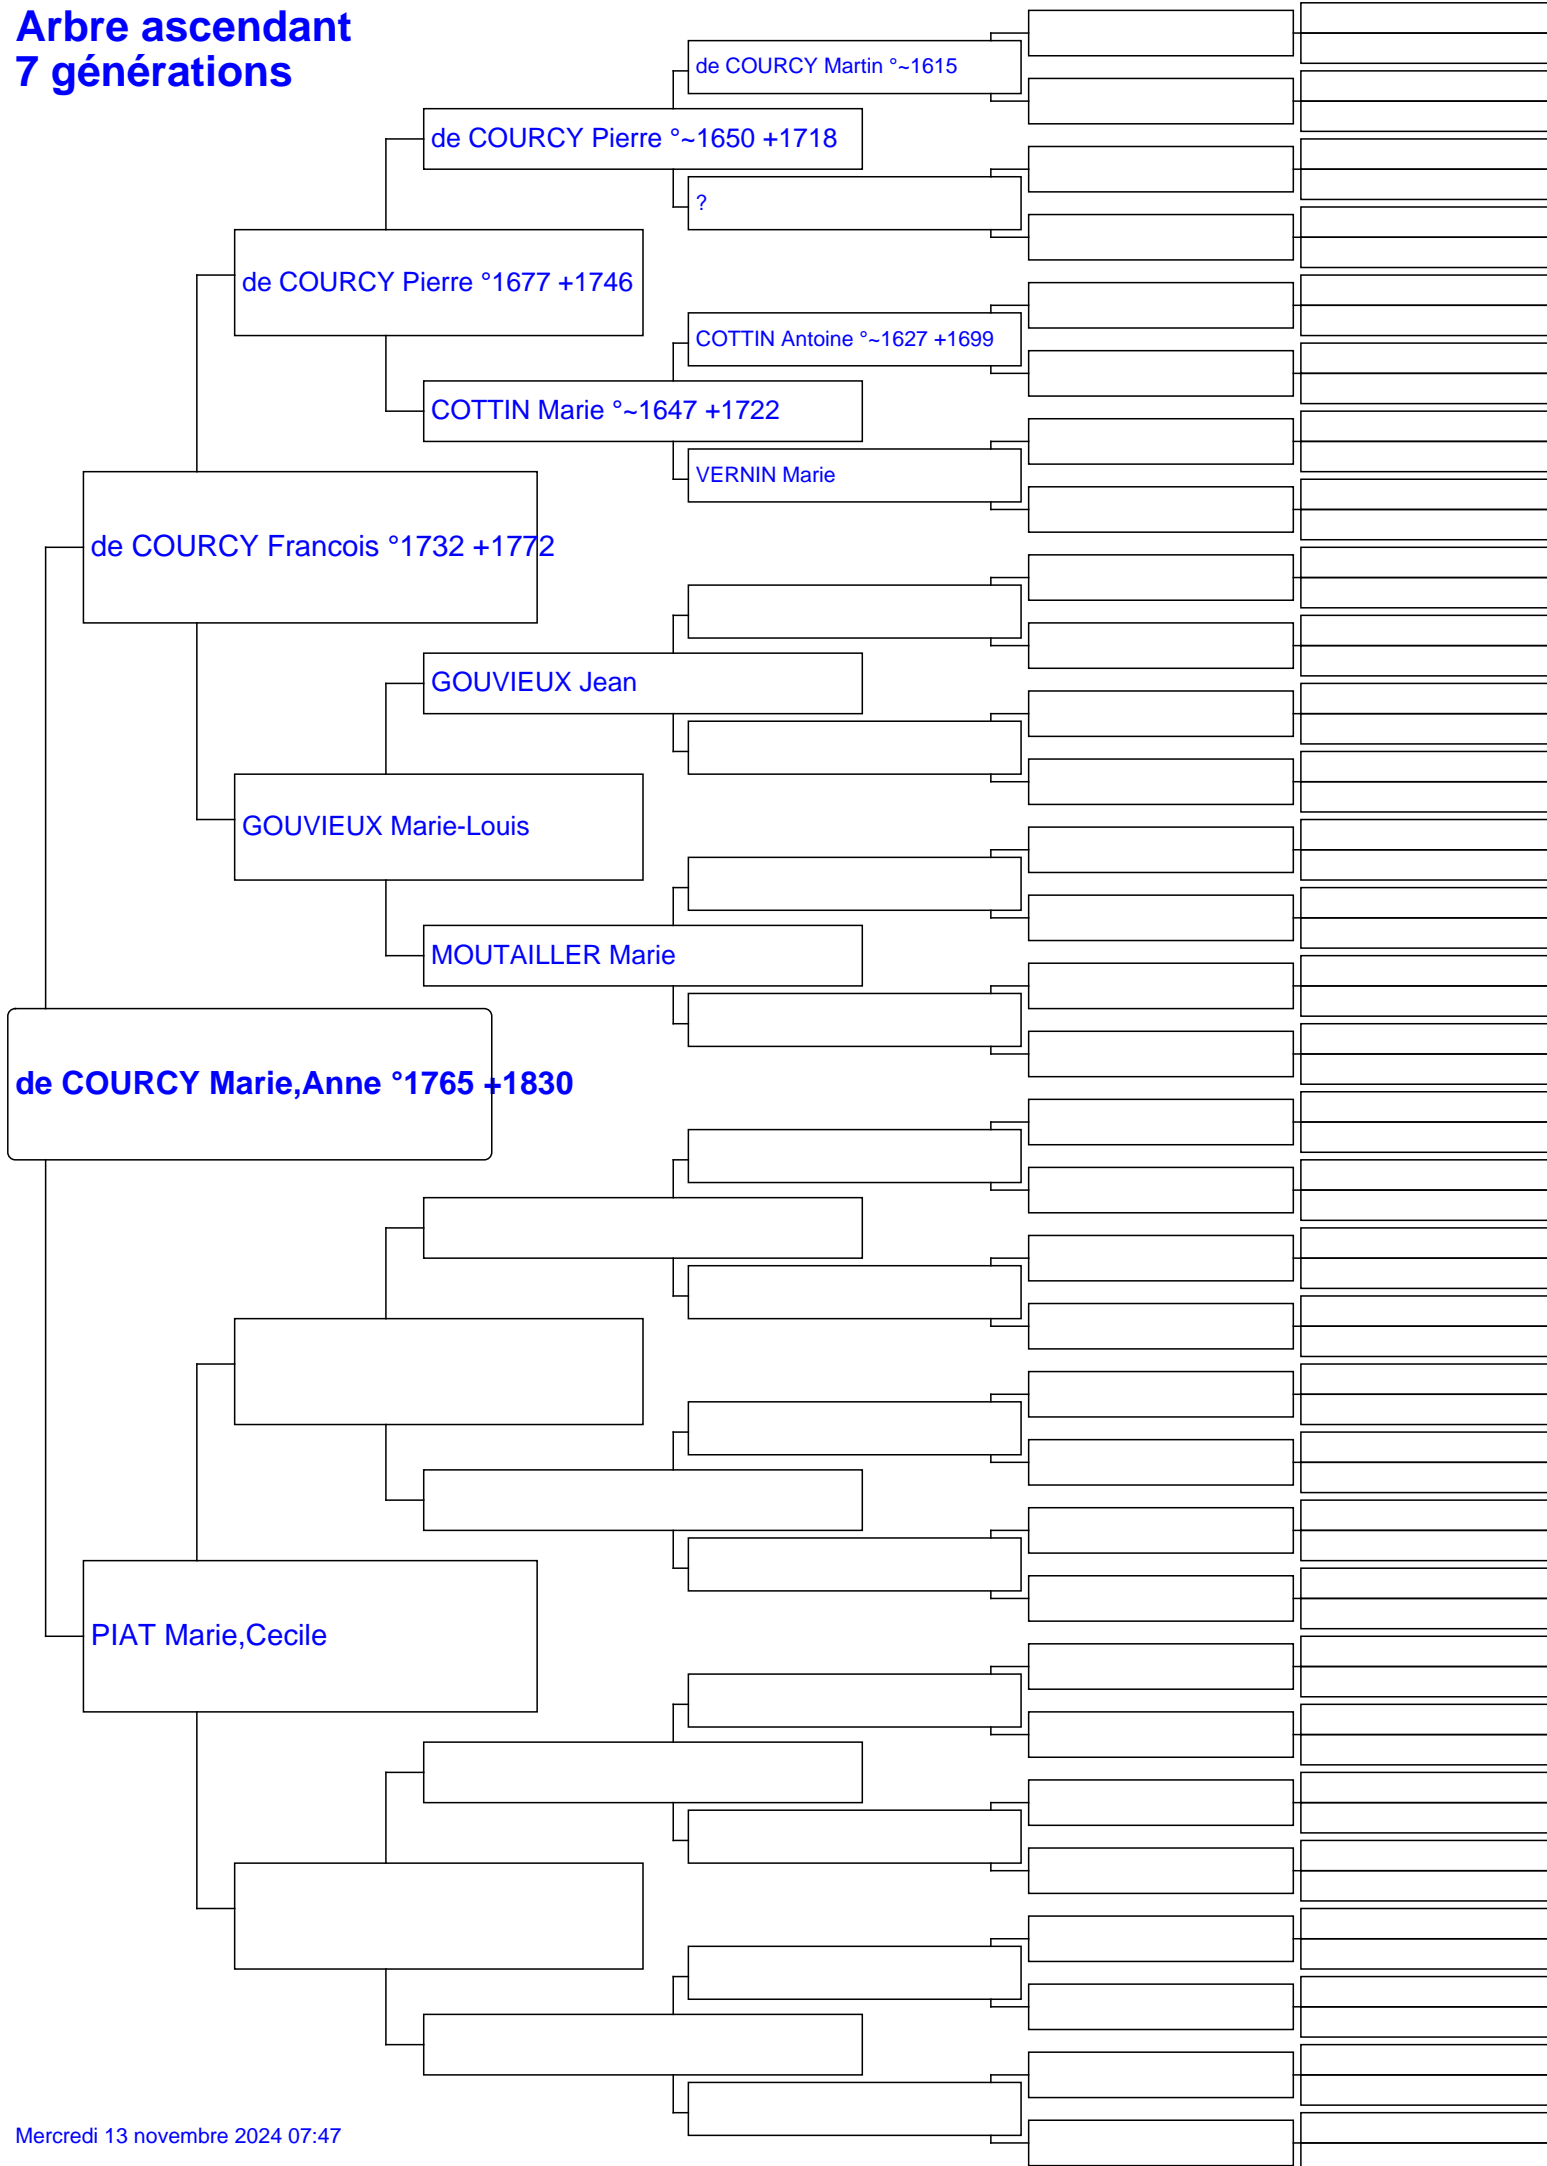 Arbre ascendant
7 générations
de COURCY Martin °~1615
de COURCY Pierre °~1650 +1718
?
de COURCY Pierre °1677 +1746
COTTIN Antoine °~1627 +1699
COTTIN Marie °~1647 +1722
VERNIN Marie
de COURCY Francois °1732 +1772
GOUVIEUX Jean
GOUVIEUX Marie-Louis
MOUTAILLER Marie
de COURCY Marie,Anne °1765 +1830
PIAT Marie,Cecile
Mercredi 13 novembre 2024 07:47